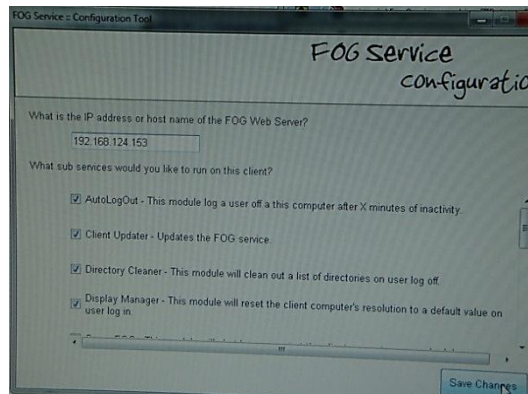 FOG Service :: Configuration Tool
FOG Service
configuratio
What is the IP address or host name of the FOG Web Server?
192.168.124.153
What sub services would you like to run on this client?
AutoLogOut - This module log a user off a this computer after X minutes of inactivity.
Client Updater - Updates the FOG service.
Directory Cleaner - This module will clean out a list of directories on user log off.
Display Manager - This module will reset the client computer's resolution to a default value on
user log in.
Save Changes